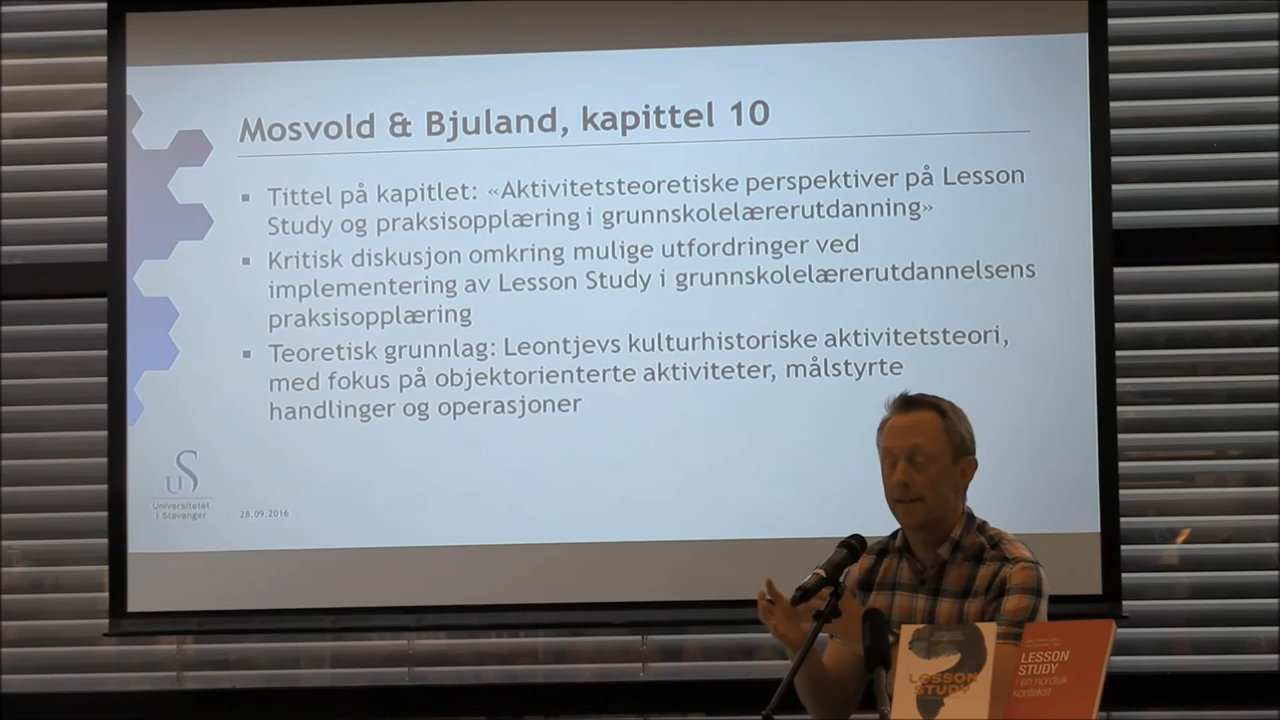 Mosvold & Bjuland, kapittel 10
Tittel på kapitlet: «Aktivitetsteoretiske perspektiver på Lesson
Study og praksisopplæring i grunnskolelærerutdanning»
Kritisk diskusjon omkring mulige utfordringer ved
implementering av Lesson Study i grunnskolelærerutdannelsens
praksisopplæring
Teoretisk grunnlag: Leontjevs kulturhistoriske aktivitetsteori,
med fokus på objektorienterte aktiviteter, målstyrte
handlinger og operasjoner
uS
Universitetet
i Stavanger
28.09.2016
LESSON
STUDY
LESSON
STUDY
i en nordisk
kontekst